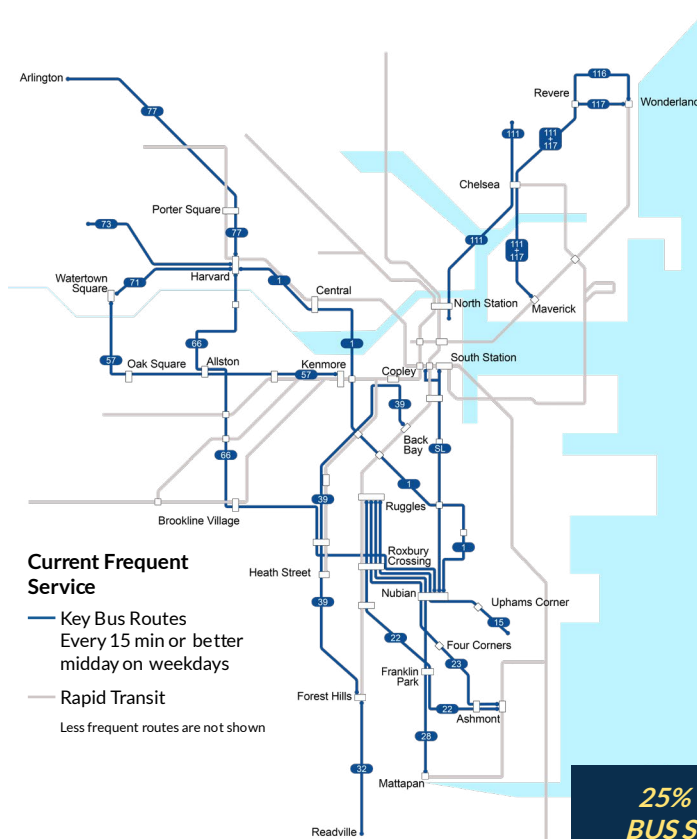 Arlington
77
116
Revere
Wonderland
117
111
111
+
117
Chelsea
Porter Square
77
73
111
111
+
117
Harvard
71
1
Watertown
Square
Central
North Station
Maverick
66
1
57
Oak Square
Allston
Kenmore
57
Copley
South Station
39
Back
Bay
SL
66
39
1
Ruggles
Brookline Village
Roxbury
Crossing
1
Heath Street
Nubian
Uphams Corner
39
15
22
Four Corners
23
Franklin
Park
Forest Hills
22
Ashmont
28
32
Mattapan
Readville
Current Frequent
Service
Key Bus Routes
Every 15 min or better
midday on weekdays
Rapid Transit
Less frequent routes are not shown
25%
BUS S